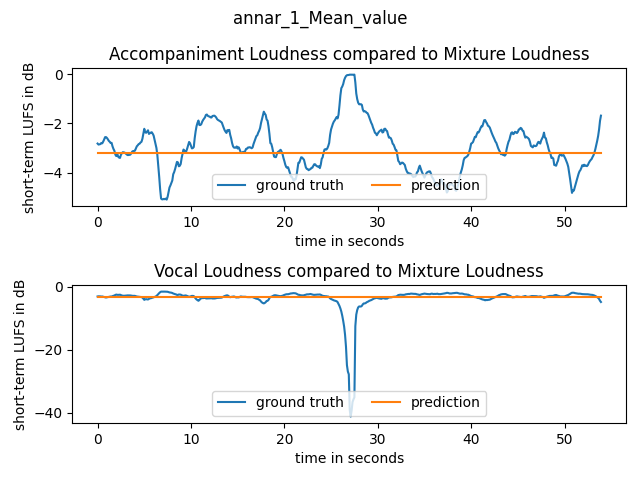 annar_1_Mean_value
Accompaniment Loudness compared to Mixture Loudness
short-term LUFS in dB
0
−2
−4
ground truth
prediction
0
10
20
30
40
50
time in seconds
Vocal Loudness compared to Mixture Loudness
short-term LUFS in dB
0
−20
−40
ground truth
prediction
0
10
20
30
40
50
time in seconds